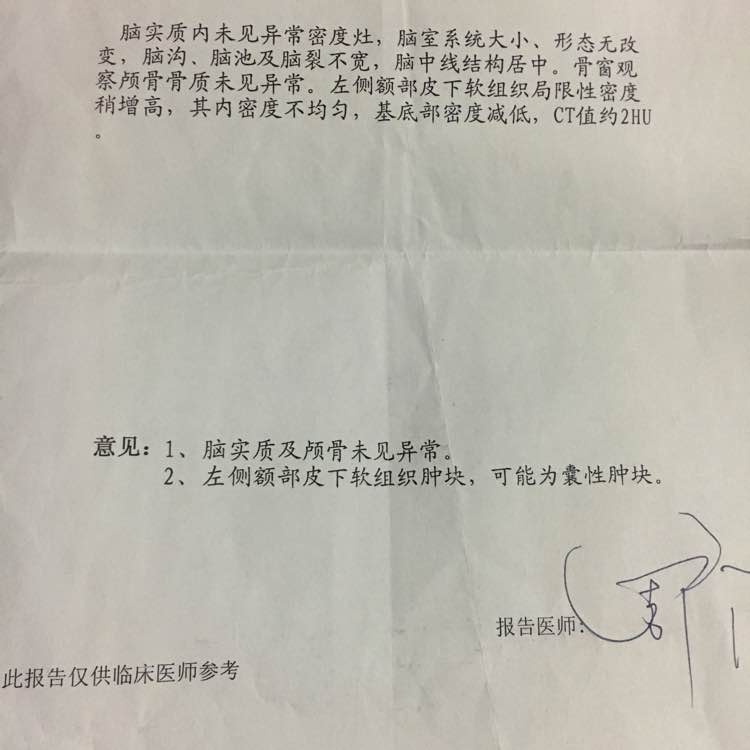 脑实质内未见异常密度灶，脑室系统大小、形态无改
变，脑沟、脑池及脑裂不宽，脑中线结构居中。骨窗观
察颅骨骨质未见异常。左侧额部皮下软组织局限性密度
稍增高，其内密度不均匀，基底部密度减低，CT值约2HU
。
意见：1、脑实质及颅骨未见异常。
2、左侧额部皮下软组织肿块，可能为囊性肿块。
报告医师：
此报告仅供临床医师参考